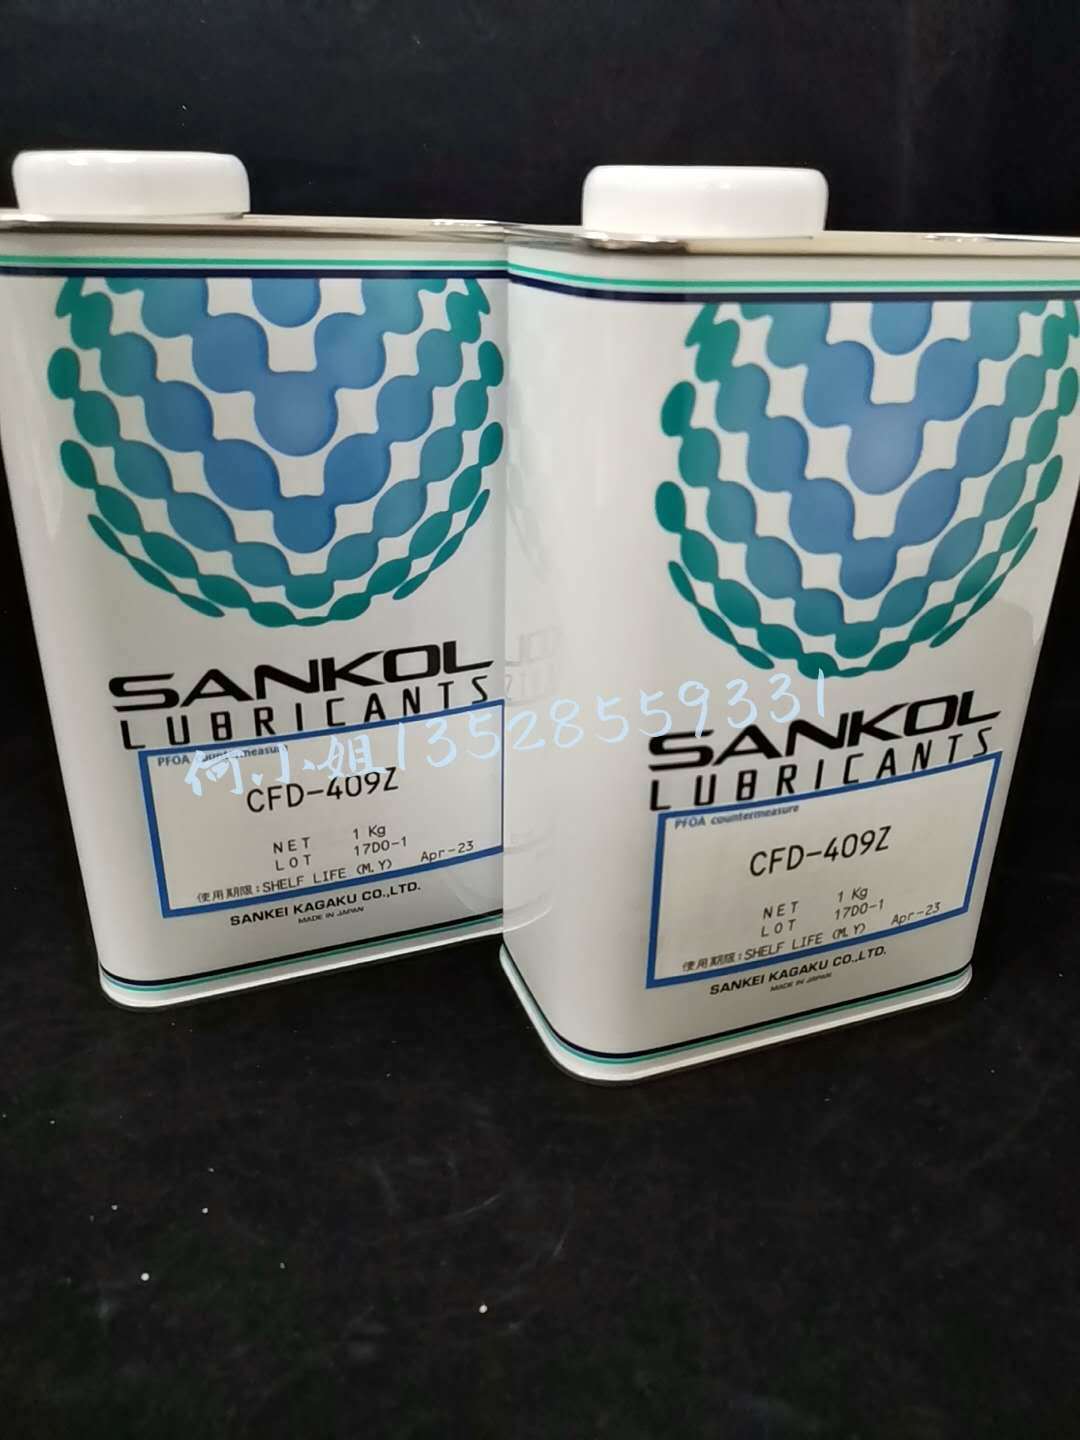 SANKOL
LUBRICANTS
PFOA countermeasure
CFD-409Z
NET 1 Kg
LOT 17D0-1
使用期限:SHELF LIFE (M.Y) Apr-23
SANKEI KAGAKU CO.,LTD.
MADE IN JAPAN
何小姐13528559331
SANKOL
LUBRICANTS
PFOA countermeasure
CFD-409Z
NET 1 Kg
LOT 17D0-1
使用期限:SHELF LIFE (M.Y) Apr-23
SANKEI KAGAKU CO.,LTD.
MADE IN JAPAN